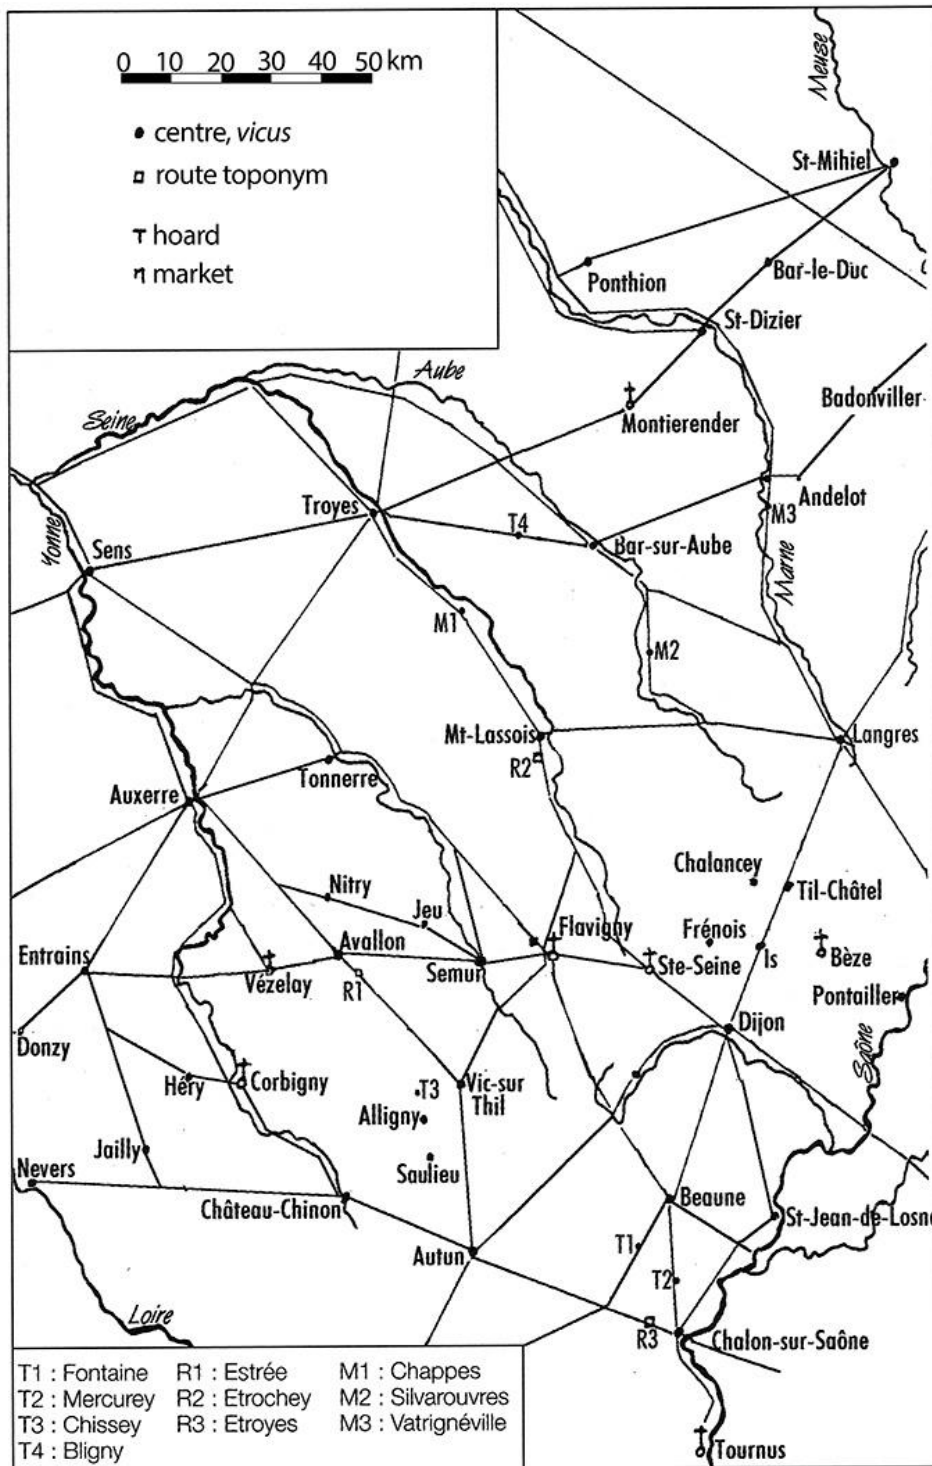 0 10 20 30 40 50 km
centre, vicus
route toponym
hoard
market
Meuse
St-Mihiel
Ponthion
Bar-le-Duc
St-Dizier
Aube
Seine
Montierender
Badonviller
Troyes
T4
Andelot
M3
Yonne
Sens
Bar-sur-Aube
Marne
M1
M2
Mt-Lassois
Langres
R2
Tonnerre
Auxerre
Chalancey
Til-Châtel
Nitry
Jeu
Flavigny
Frénois
Avallon
Is
Bèze
Entrains
Vézelay
R1
Semur
Ste-Seine
Pontailler
Donzy
Dijon
Saône
Héry
Corbigny
T3
Vic-sur
Thil
Alligny
Jailly
Saulieu
Nevers
Château-Chinon
Beaune
St-Jean-de-Losne
Autun
T1
T2
Loire
R3
Chalon-sur-Saône
T1 : Fontaine R1 : Estrée M1 : Chappes
T2 : Mercurey R2 : Etrochey M2 : Silvarouvres
T3 : Chissey R3 : Etroyes M3 : Vatrignéville
T4 : Bligny
Tournus